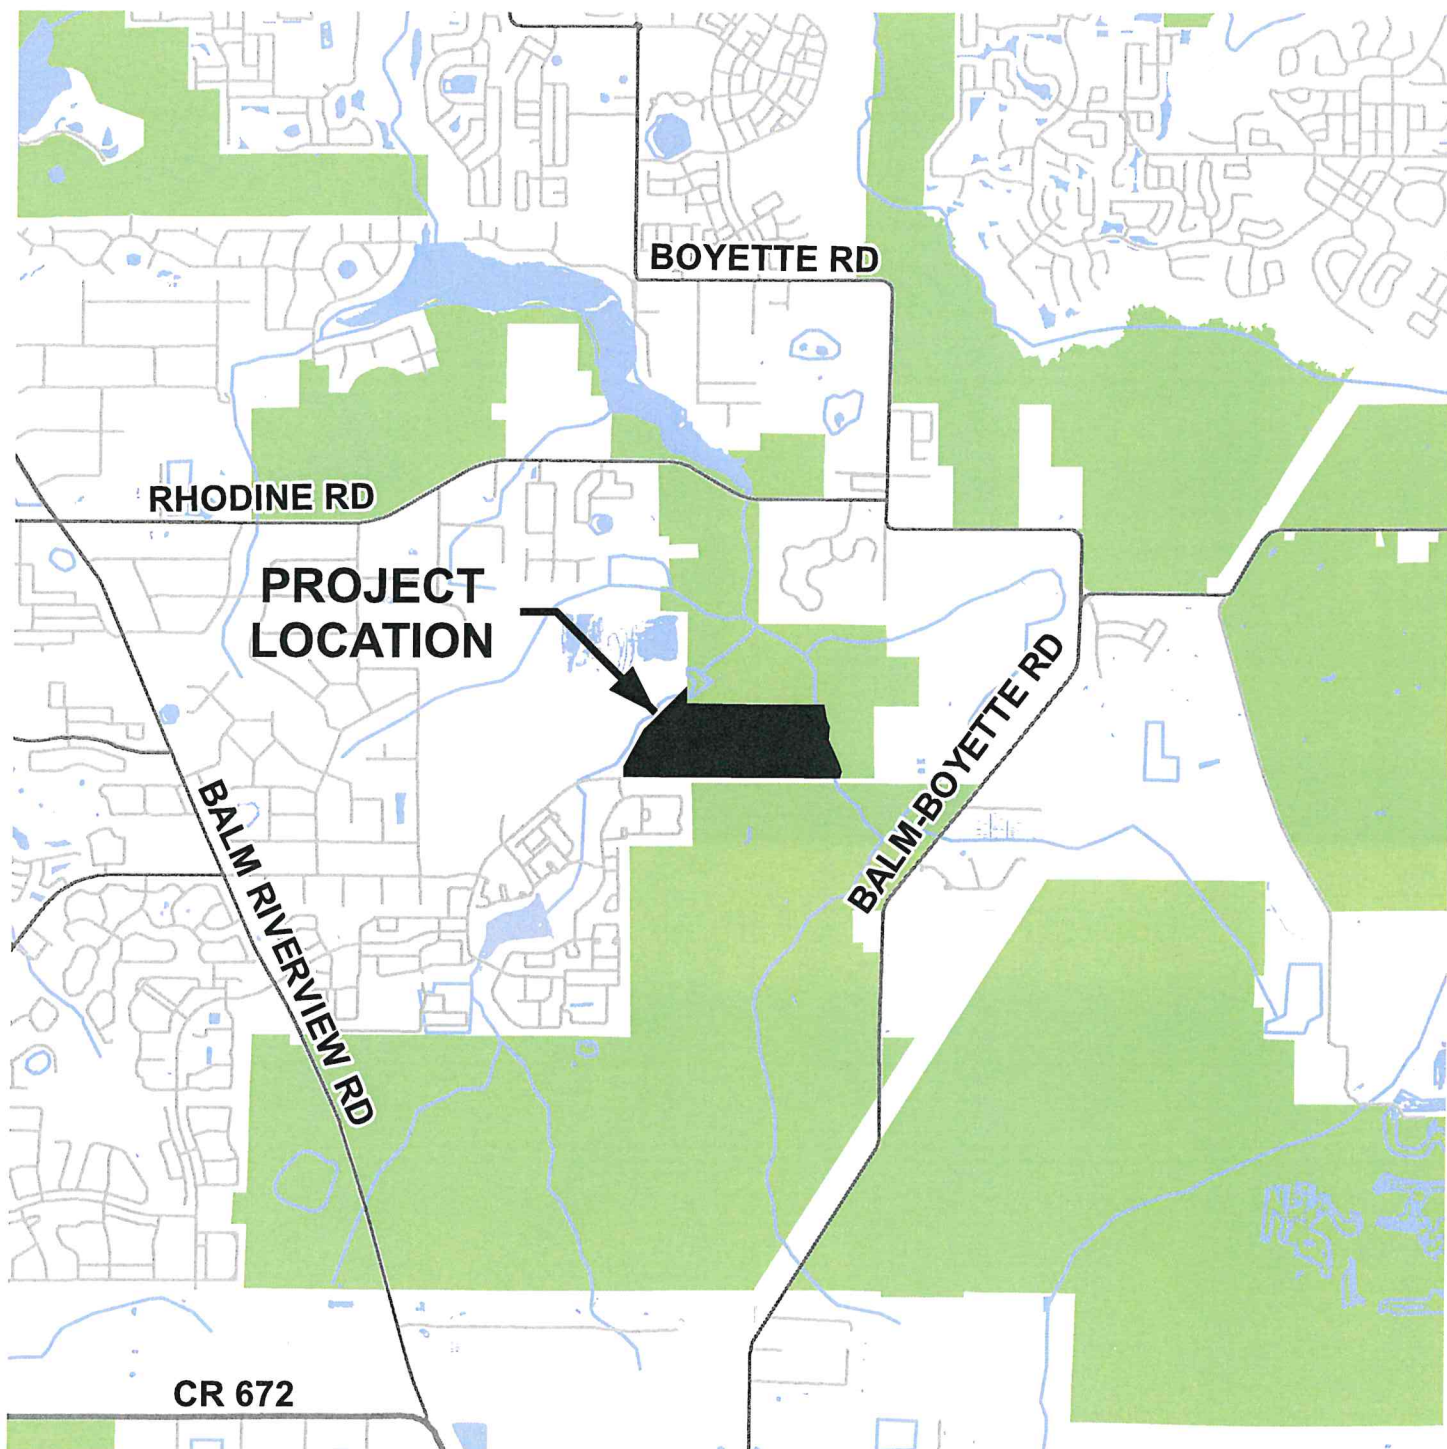 BOYETTE RD
RHODINE RD
PROJECT
LOCATION
BALM-BOYETTE RD
BALM RIVERVIEW RD
CR 672